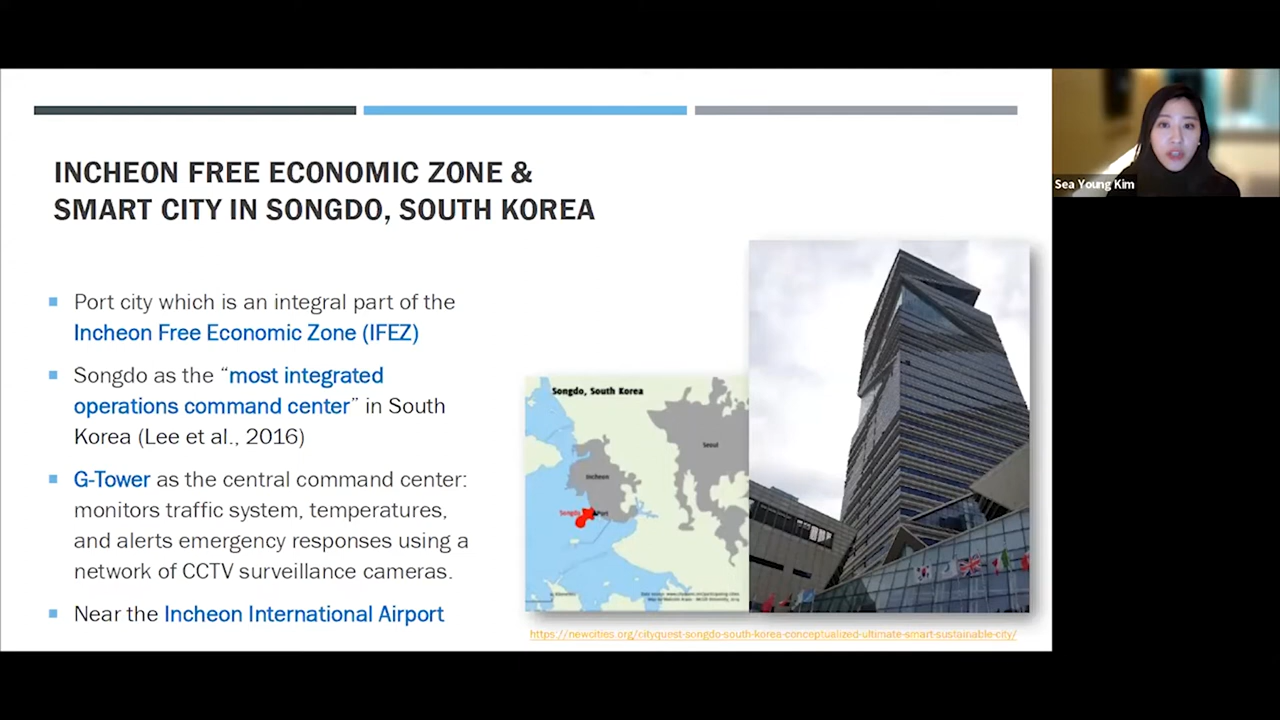 INCHEON FREE ECONOMIC ZONE &
SMART CITY IN SONGDO, SOUTH KOREA
Port city which is an integral part of the
Incheon Free Economic Zone (IFEZ)
Songdo as the “most integrated
operations command center” in South
Korea (Lee et al., 2016)
G-Tower as the central command center:
monitors traffic system, temperatures,
and alerts emergency responses using a
network of CCTV surveillance cameras.
Near the Incheon International Airport
Songdo, South Korea
Seoul
Incheon
Songdo
Port
https://newcities.org/cityquest-songdo-south-korea-conceptualized-ultimate-smart-sustainable-city/
Sea Young Kim